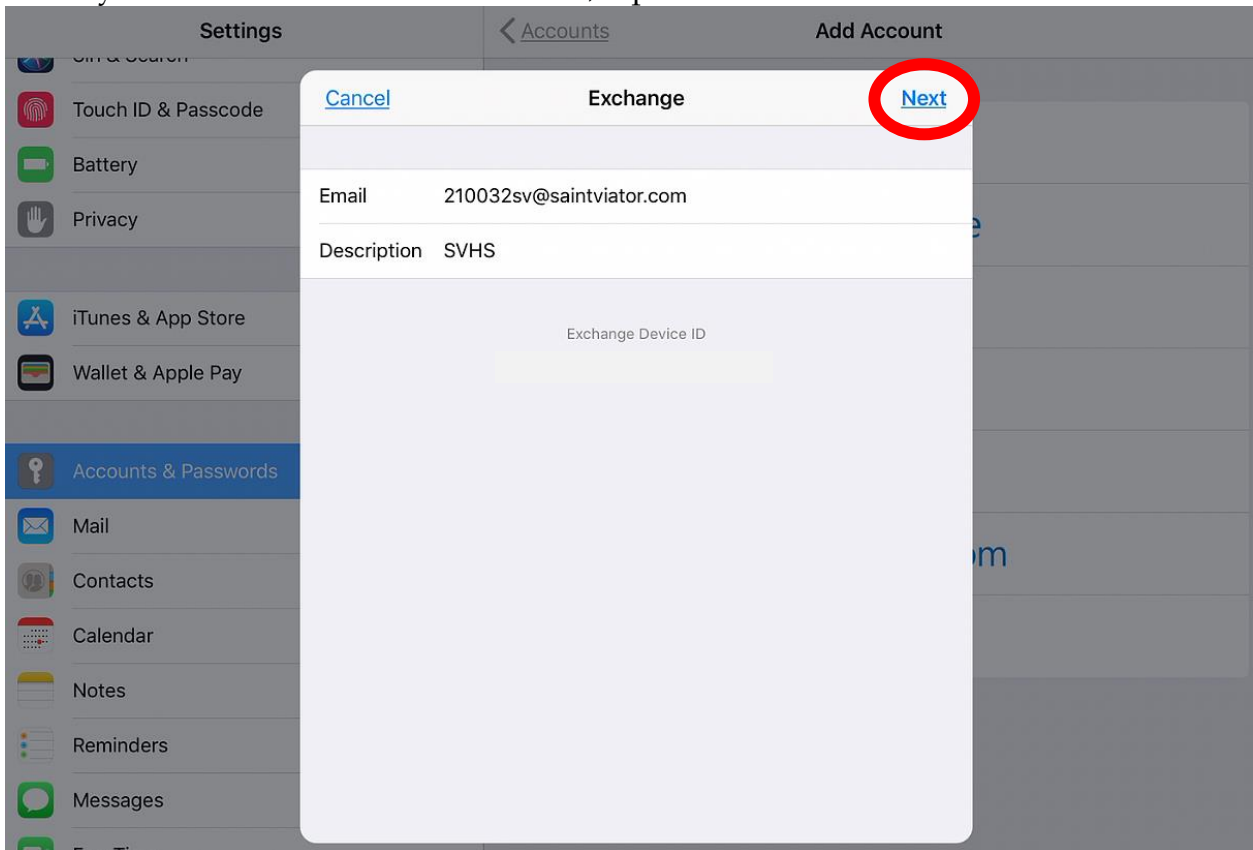 Settings
Accounts
Add Account
Touch ID & Passcode
Battery
Privacy
iTunes & App Store
Wallet & Apple Pay
Accounts & Passwords
Mail
Contacts
Calendar
Notes
Reminders
Messages
Cancel
Exchange
Next
Email 210032sv@saintviator.com
Description SVHS
Exchange Device ID